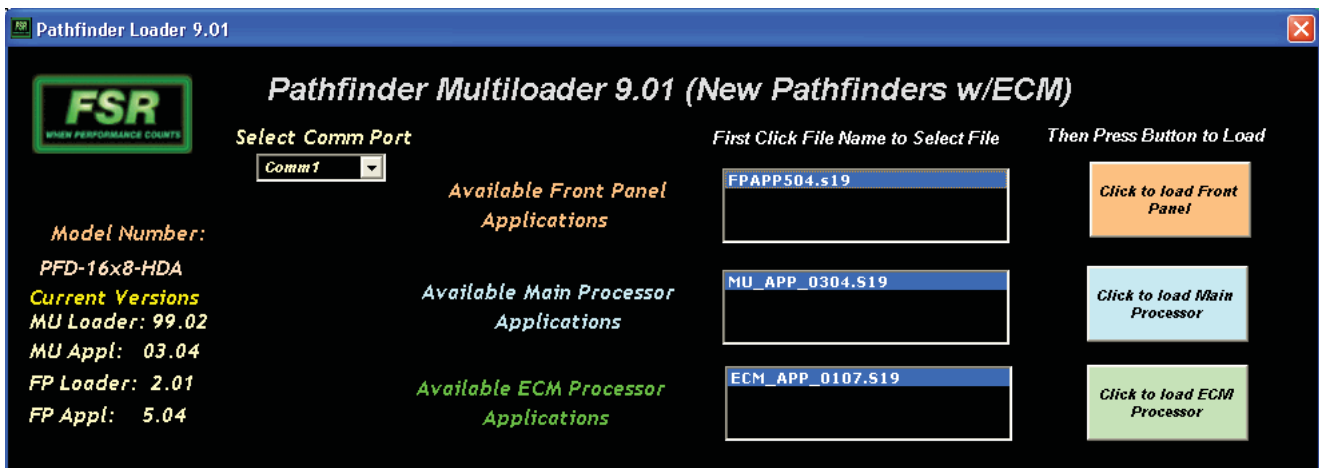 Pathfinder Loader 9.01
FSR
WHEN PERFORMANCE COUNTS
Pathfinder Multiloader 9.01 (New Pathfinders w/ECM)
Select Comm Port
Comm1
First Click File Name to Select File
Then Press Button to Load
Available Front Panel
Applications
FPAPP504.s19
Click to load Front
Panel
Model Number:
PFD-16x8-HDA
Current Versions
MU Loader: 99.02
MU Appl: 03.04
FP Loader: 2.01
FP Appl: 5.04
Available Main Processor
Applications
MU_APP_0304.S19
Click to load Main
Processor
Available ECM Processor
Applications
ECM_APP_0107.S19
Click to load ECM
Processor